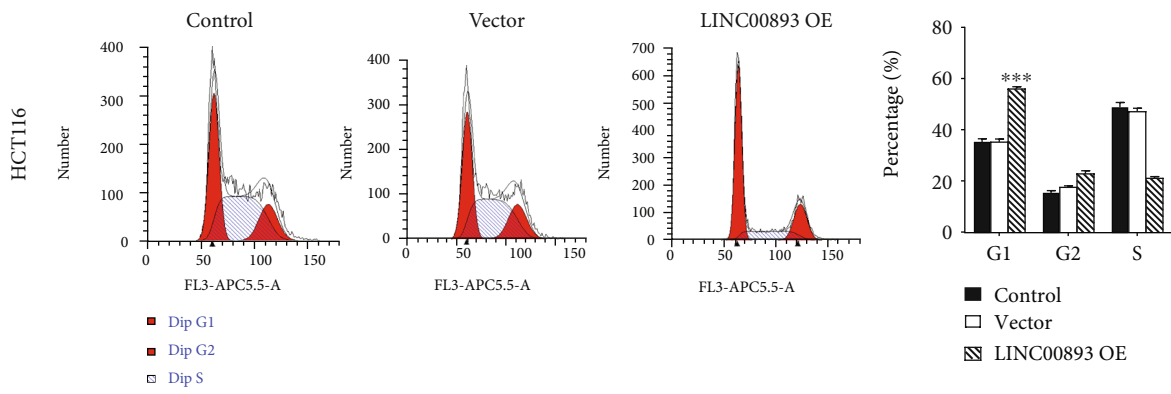 HCT116
Control
Number
400
300
200
100
0
0 50 100 150
FL3-APC5.5-A
Vector
Number
400
300
200
100
0
0 50 100 150
FL3-APC5.5-A
LINC00893 OE
Number
700
600
500
400
300
200
100
0
0 50 100 150
FL3-APC5.5-A
Dip G1
Dip G2
Dip S
Percentage (%)
80
60
40
20
0
***
G1 G2 S
Control
Vector
LINC00893 OE